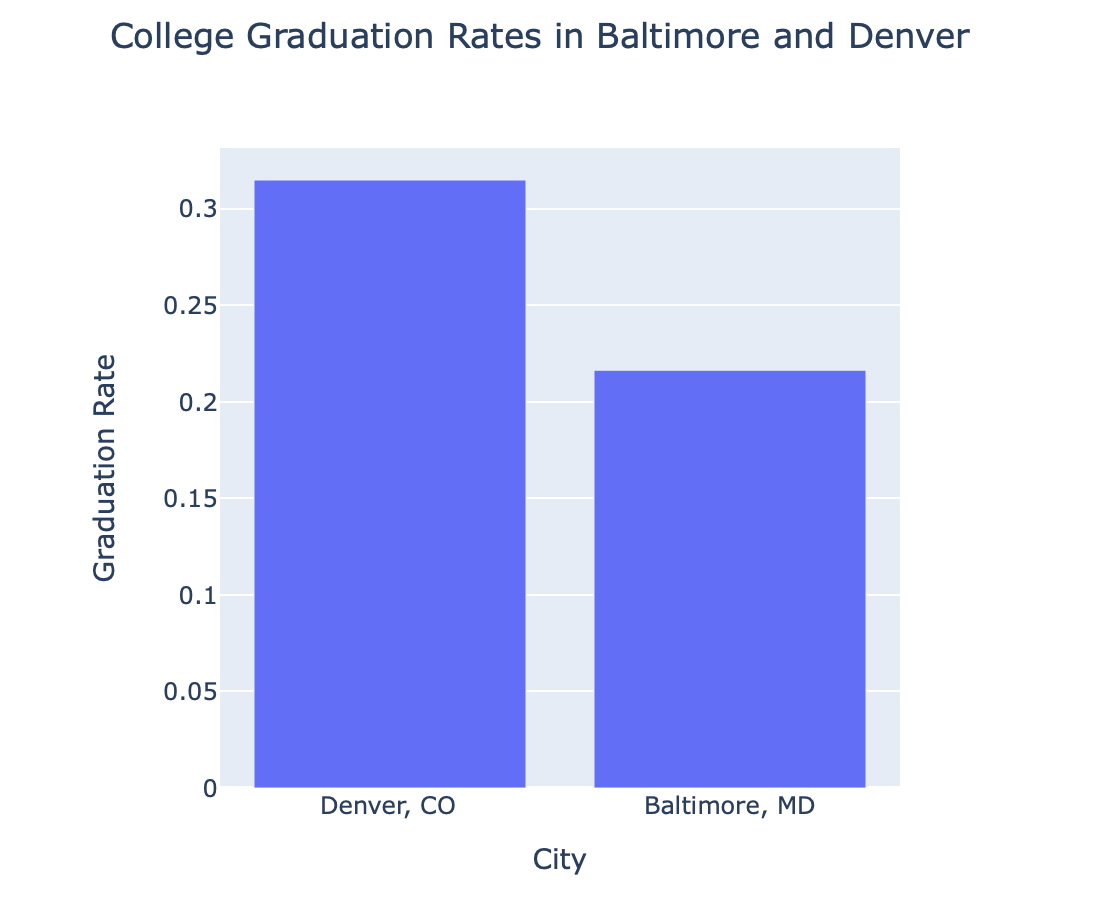 College Graduation Rates in Baltimore and Denver
0.3
0.25
0.2
0.15
0.1
0.05
0
Graduation Rate
Denver, CO
Baltimore, MD
City